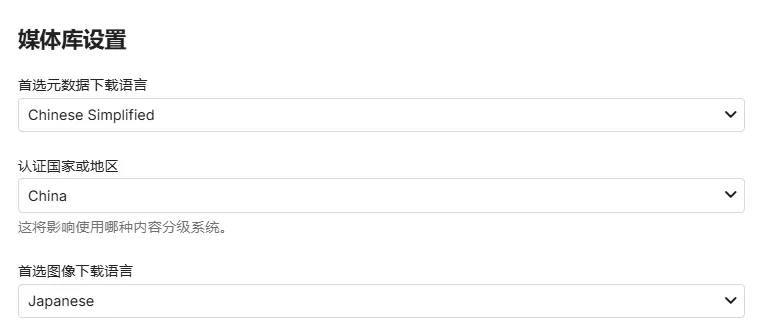 媒体库设置
首选元数据下载语言
Chinese Simplified
认证国家或地区
China
这将影响使用哪种内容分级系统。
首选图像下载语言
Japanese